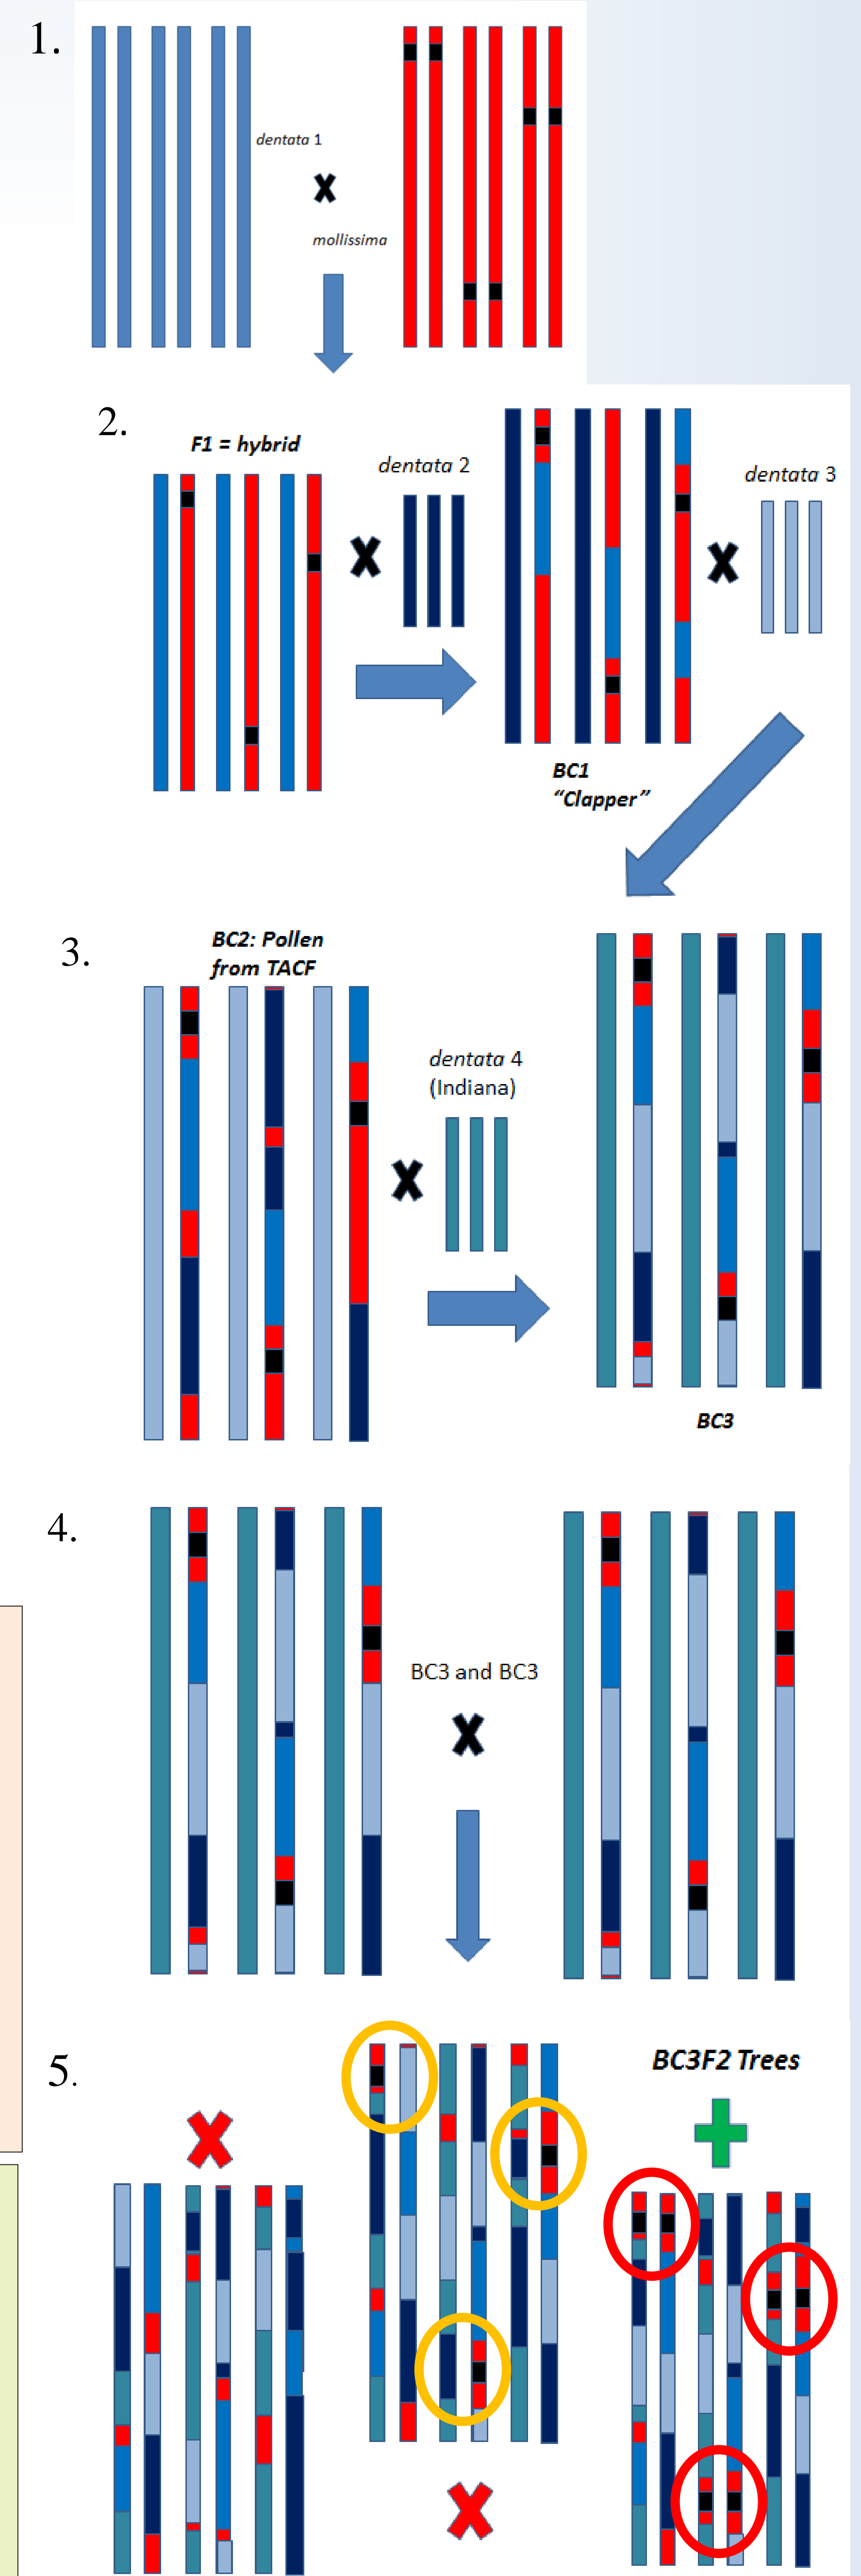 1.
dentata 1
mollissima
2.
F1 = hybrid
dentata 2
dentata 3
BC1
“Clapper”
3.
BC2: Pollen
from TACF
dentata 4
(Indiana)
BC3
4.
BC3 and BC3
5.
BC3F2 Trees